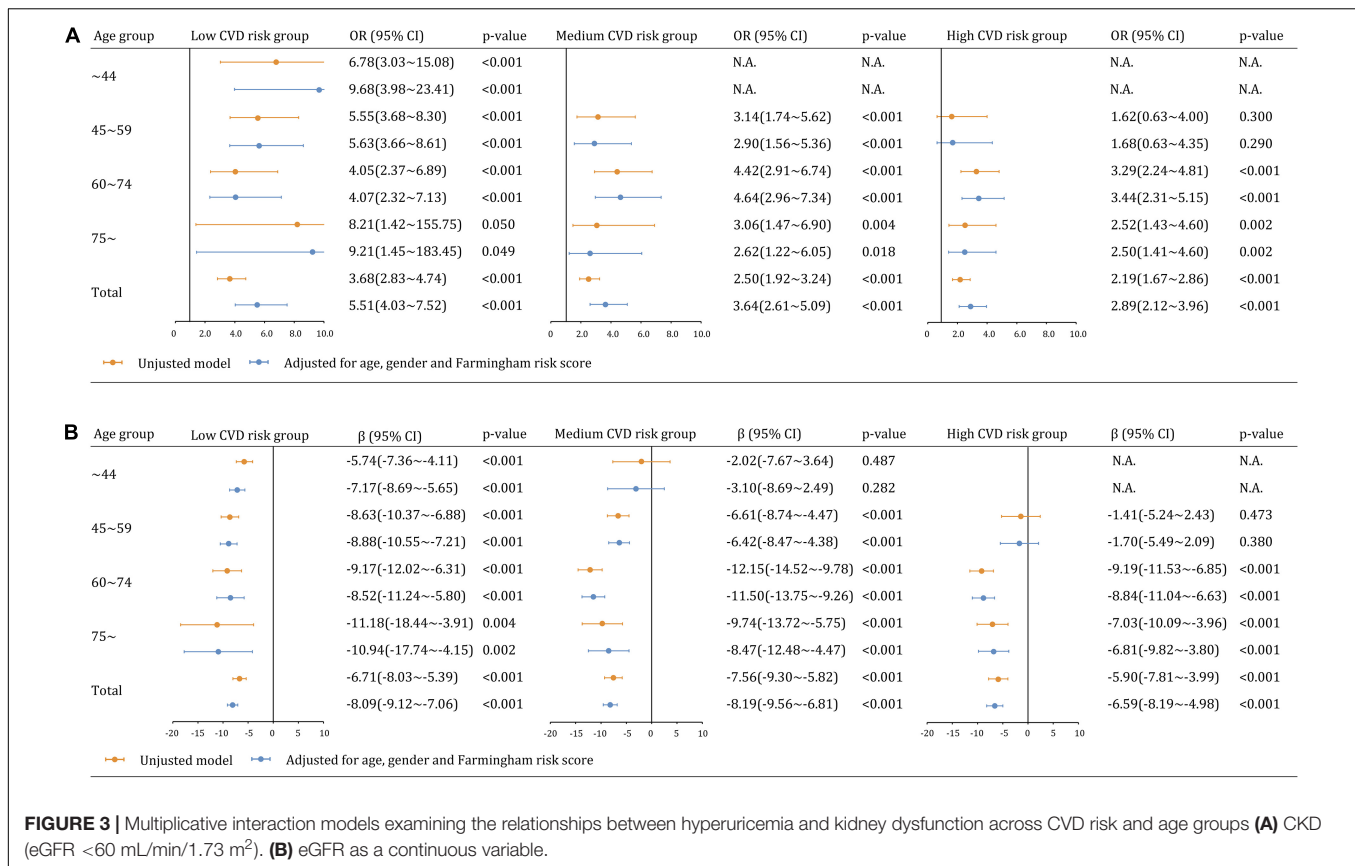 A Age group Low CVD risk group OR (95% CI) p-value Medium CVD risk group OR (95% CI) p-value High CVD risk group OR (95% CI) p-value
~44
6.78(3.03~15.08) <0.001 N.A. N.A. N.A. N.A.
9.68(3.98~23.41) <0.001 N.A. N.A. N.A. N.A.
45~59
5.55(3.68~8.30) <0.001 3.14(1.74~5.62) <0.001 1.62(0.63~4.00) 0.300
5.63(3.66~8.61) <0.001 2.90(1.56~5.36) <0.001 1.68(0.63~4.35) 0.290
60~74
4.05(2.37~6.89) <0.001 4.42(2.91~6.74) <0.001 3.29(2.24~4.81) <0.001
4.07(2.32~7.13) <0.001 4.64(2.96~7.34) <0.001 3.44(2.31~5.15) <0.001
75~
8.21(1.42~155.75) 0.050 3.06(1.47~6.90) 0.004 2.52(1.43~4.60) 0.002
9.21(1.45~183.45) 0.049 2.62(1.22~6.05) 0.018 2.50(1.41~4.60) 0.002
Total
3.68(2.83~4.74) <0.001 2.50(1.92~3.24) <0.001 2.19(1.67~2.86) <0.001
5.51(4.03~7.52) <0.001 3.64(2.61~5.09) <0.001 2.89(2.12~3.96) <0.001
0 2.0 4.0 6.0 8.0 10.0 0 2.0 4.0 6.0 8.0 10.0 0 2.0 4.0 6.0 8.0 10.0
Unjusted model Adjusted for age, gender and Farmingham risk score
B Age group Low CVD risk group β (95% CI) p-value Medium CVD risk group β (95% CI) p-value High CVD risk group β (95% CI) p-value
~44
-5.74(-7.36~-4.11) <0.001 -2.02(-7.67~3.64) 0.487 N.A. N.A.
-7.17(-8.69~-5.65) <0.001 -3.10(-8.69~2.49) 0.282 N.A. N.A.
45~59
-8.63(-10.37~-6.88) <0.001 -6.61(-8.74~-4.47) <0.001 -1.41(-5.24~2.43) 0.473
-8.88(-10.55~-7.21) <0.001 -6.42(-8.47~-4.38) <0.001 -1.70(-5.49~2.09) 0.380
60~74
-9.17(-12.02~-6.31) <0.001 -12.15(-14.52~-9.78) <0.001 -9.19(-11.53~-6.85) <0.001
-8.52(-11.24~-5.80) <0.001 -11.50(-13.75~-9.26) <0.001 -8.84(-11.04~-6.63) <0.001
75~
-11.18(-18.44~-3.91) 0.004 -9.74(-13.72~-5.75) <0.001 -7.03(-10.09~-3.96) <0.001
-10.94(-17.74~-4.15) 0.002 -8.47(-12.48~-4.47) <0.001 -6.81(-9.82~-3.80) <0.001
Total
-6.71(-8.03~-5.39) <0.001 -7.56(-9.30~-5.82) <0.001 -5.90(-7.81~-3.99) <0.001
-8.09(-9.12~-7.06) <0.001 -8.19(-9.56~-6.81) <0.001 -6.59(-8.19~-4.98) <0.001
-20 -15 -10 -5 0 5 10 -20 -15 -10 -5 0 5 10 -20 -15 -10 -5 0 5 10
Unjusted model Adjusted for age, gender and Farmingham risk score
FIGURE 3 | Multiplicative interaction models examining the relationships between hyperuricemia and kidney dysfunction across CVD risk and age groups (A) CKD
(eGFR <60 mL/min/1.73 m²). (B) eGFR as a continuous variable.